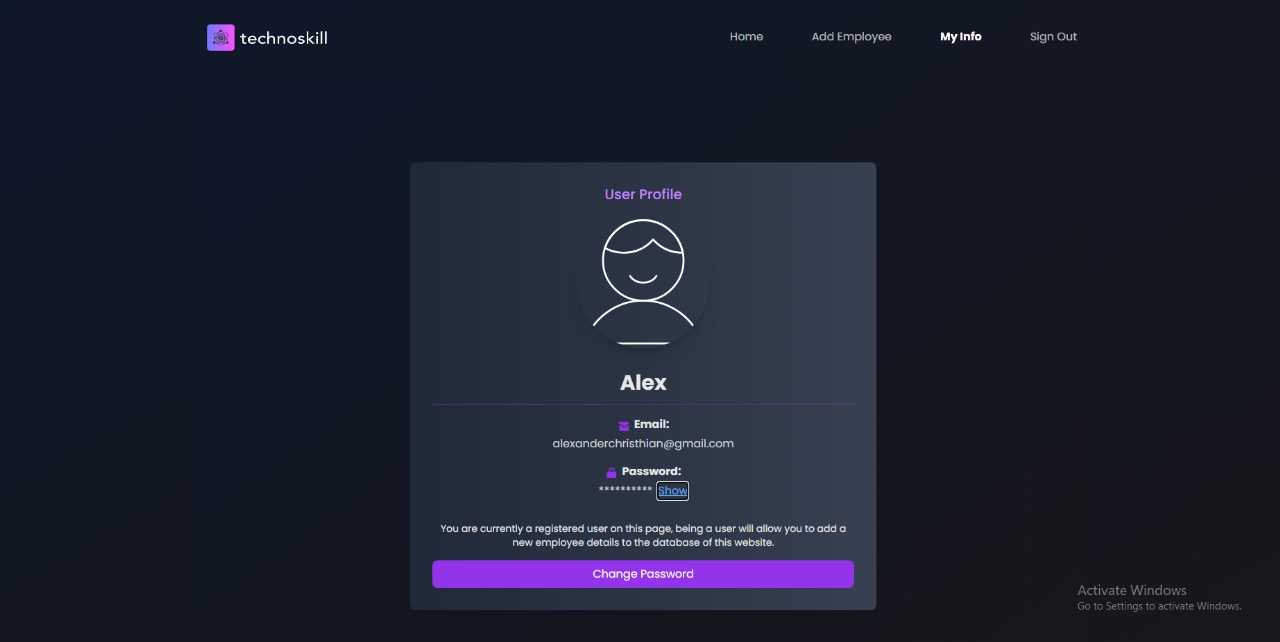 technoskill
Home Add Employee My Info Sign Out
User Profile
Alex
Email:
alexanderchristhian@gmail.com
Password:
********** Show
You are currently a registered user on this page, being a user will allow you to add a
new employee details to the database of this website.
Change Password
Activate Windows
Go to Settings to activate Windows.